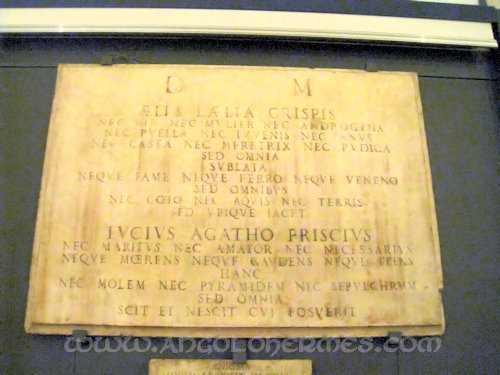 D M
ÆLIA LÆLIA CRISPIS
NEC VIR NEC MVLIER NEC ANDROGYNA
NEC PVELLA NEC IVVENIS NEC ANVS
NEC CASTA NEC MERETRIX NEC PVDICA
SED OMNIA
SVBLATA
NEQVE FAME NEQVE FERRO NEQVE VENENO
SED OMNIBVS
NEC COELO NEC AQVIS NEC TERRIS
SED VBIQVE IACET
LVCIVS AGATHO PRISCIVS
NEC MARITVS NEC AMATOR NEC NECESSARIVS
NEQVE MŒRENS NEQVE GAVDENS NEQVE FLENS
HANC
NEC MOLEM NEC PYRAMIDEM NEC SEPVLCHRVM
SED OMNIA
SCIT ET NESCIT CVI POSVERIT
www.AngoloHermes.com
ENIGMA